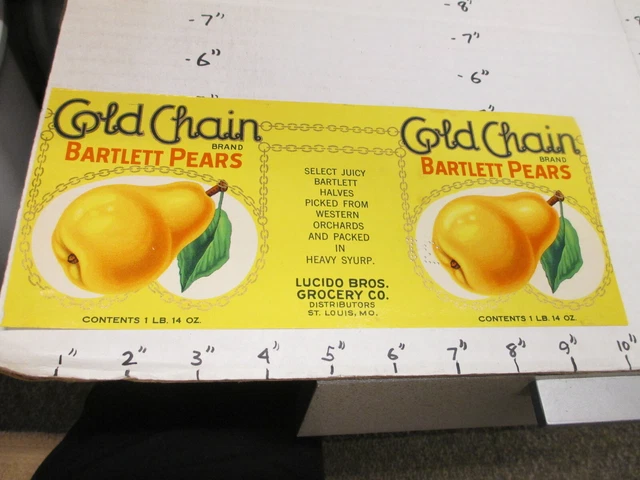 -7"
-6"
-8"
-7"
-6"
Gold Chain
BRAND
BARTLETT PEARS
CONTENTS 1 LB. 14 OZ.
SELECT JUICY
BARTLETT
HALVES
PICKED FROM
WESTERN
ORCHARDS
AND PACKED
IN
HEAVY SYURP.
LUCIDO BROS.
GROCERY CO.
DISTRIBUTORS
ST. LOUIS, MO.
Gold Chain
BRAND
BARTLETT PEARS
CONTENTS 1 LB. 14 OZ.
1" 2" 3" 4" 5" 6" 7" 8" 9" 10"